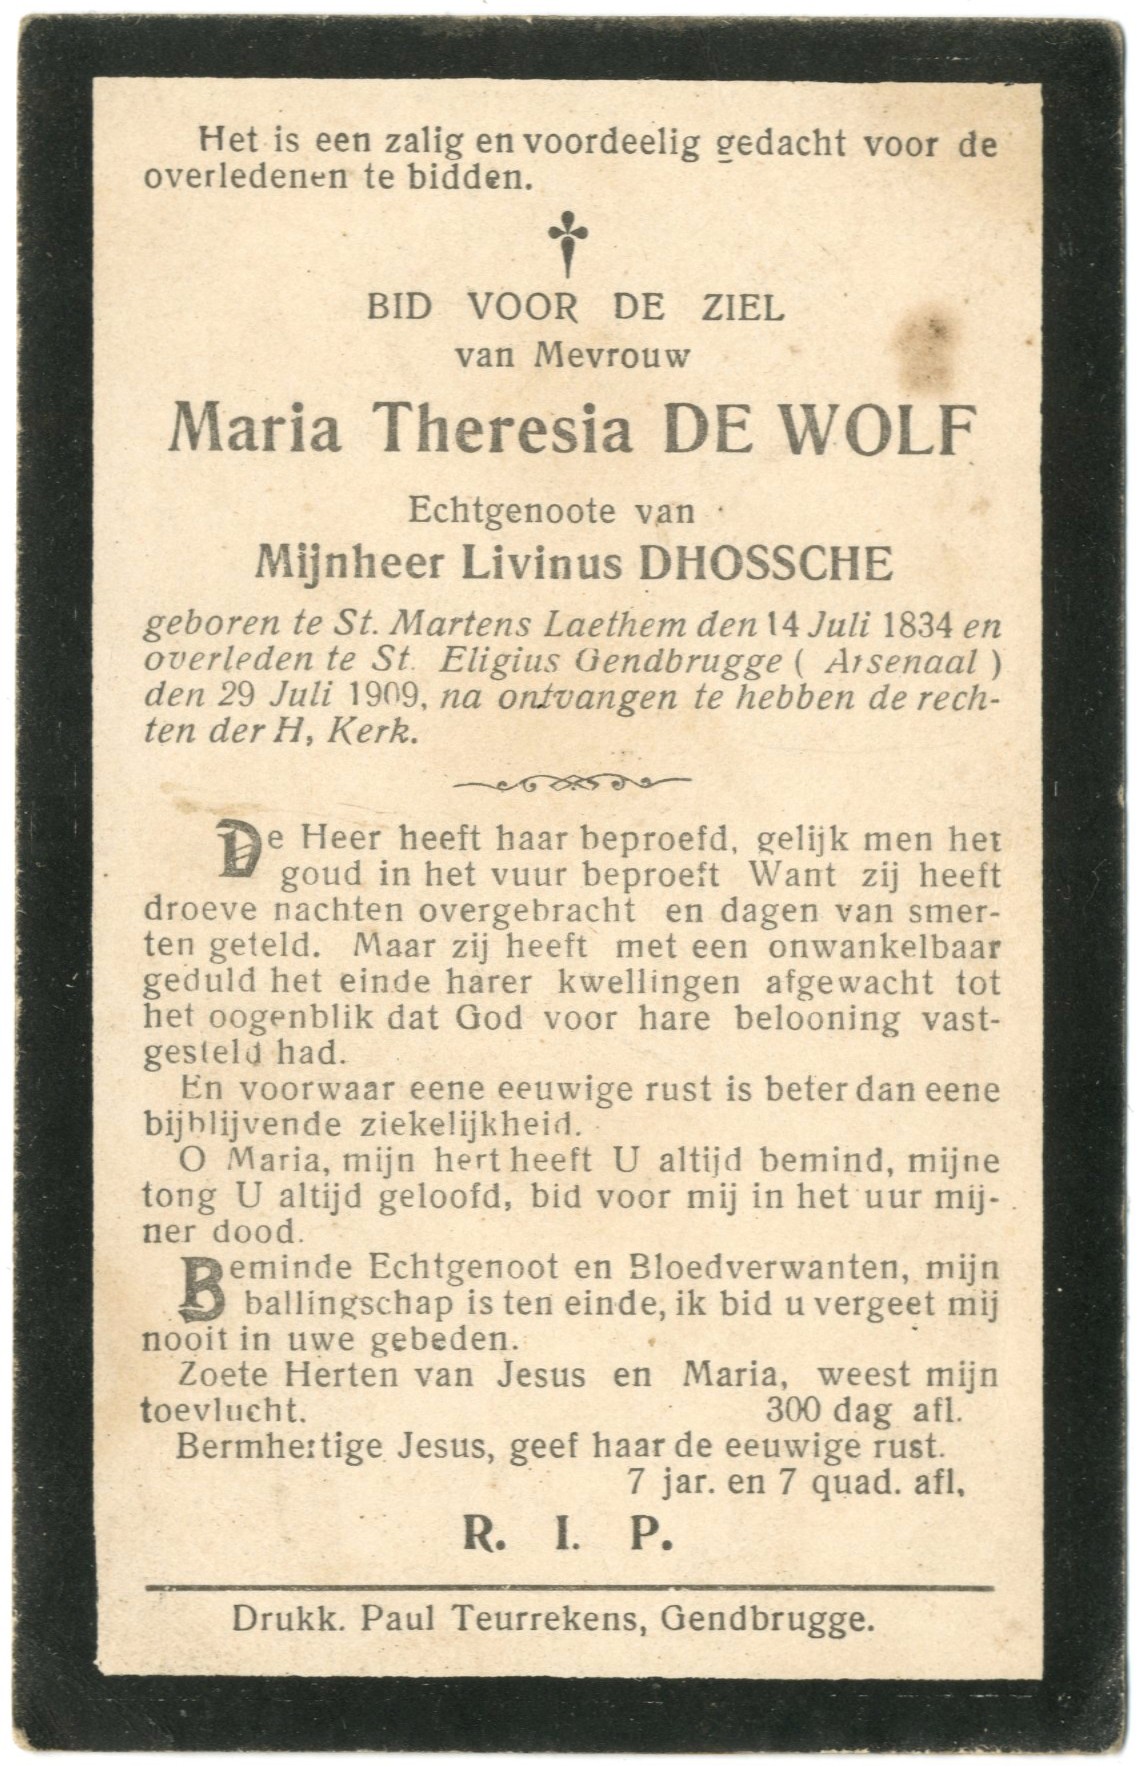 Het is een zalig en voordeelig gedacht voor de
overledenen te bidden.
BID VOOR DE ZIEL
van Mevrouw
Maria Theresia DE WOLF
Echtgenoote van
Mijnheer Livinus DHOSSCHE
geboren te St. Martens Laethem den 14 Juli 1834 en
overleden te St. Eligius Gendbrugge ( Arsenaal )
den 29 Juli 1909, na ontvangen te hebben de rech-
ten der H, Kerk.
De Heer heeft haar beproefd, gelijk men het
goud in het vuur beproeft Want zij heeft
droeve nachten overgebracht en dagen van smer-
ten geteld. Maar zij heeft met een onwankelbaar
geduld het einde harer kwellingen afgewacht tot
het oogenblik dat God voor hare belooning vast-
gesteld had.
En voorwaar eene eeuwige rust is beter dan eene
bijblijvende ziekelijkheid.
O Maria, mijn hert heeft U altijd bemind, mijne
tong U altijd geloofd, bid voor mij in het uur mij-
ner dood.
Beminde Echtgenoot en Bloedverwanten, mijn
ballingschap is ten einde, ik bid u vergeet mij
nooit in uwe gebeden.
Zoete Herten van Jesus en Maria, weest mijn
toevlucht. 300 dag afl.
Bermhertige Jesus, geef haar de eeuwige rust.
7 jar. en 7 quad. afl,
R. I. P.
Drukk. Paul Teurrekens, Gendbrugge.